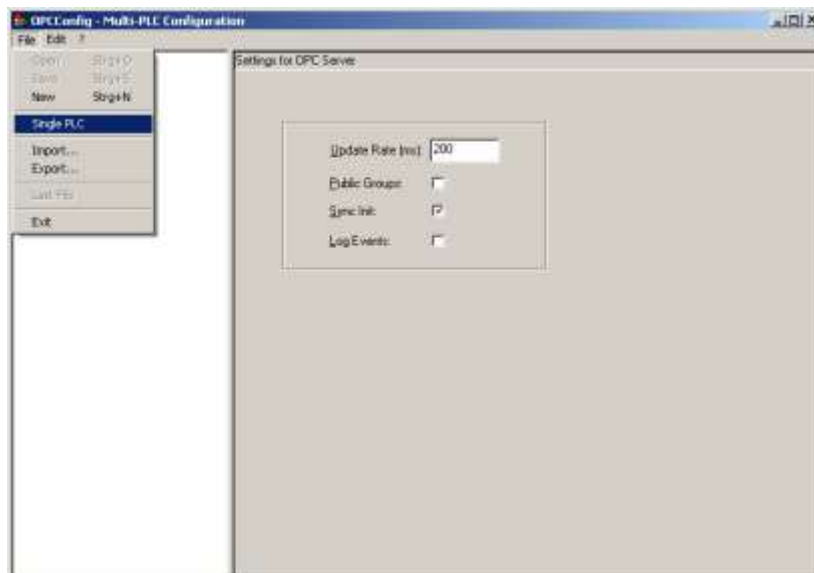 OPCConfig - Multi-PLC Configuration
File Edit ?
Open Strg+O
Save Strg+S
New Strg+N
Single PLC
Import...
Export...
Last File
Exit
Settings for OPC Server
Update Rate (ms): 200
Public Groups:
Sync Init:
Log Events: